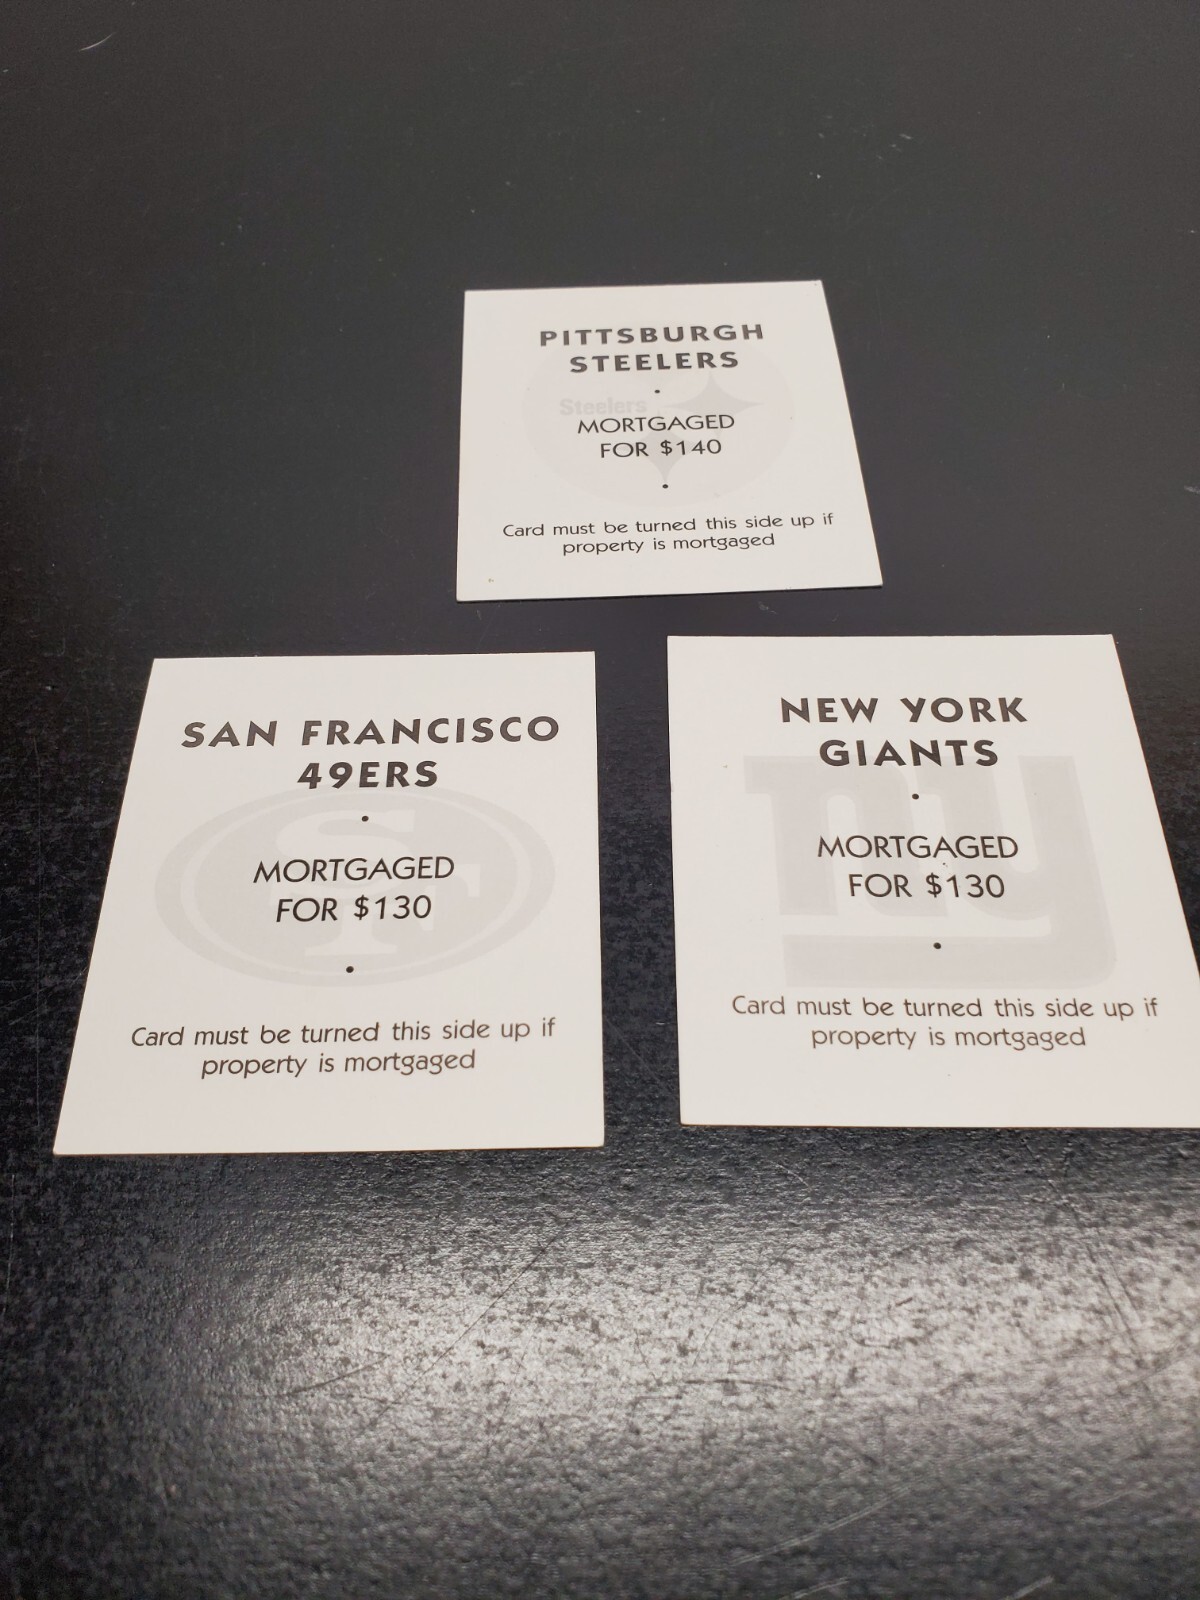 PITTSBURGH
STEELERS
Steelers
MORTGAGED
FOR $140
Card must be turned this side up if
property is mortgaged
SAN FRANCISCO
49ERS
SF
MORTGAGED
FOR $130
Card must be turned this side up if
property is mortgaged
NEW YORK
GIANTS
ny
MORTGAGED
FOR $130
Card must be turned this side up if
property is mortgaged